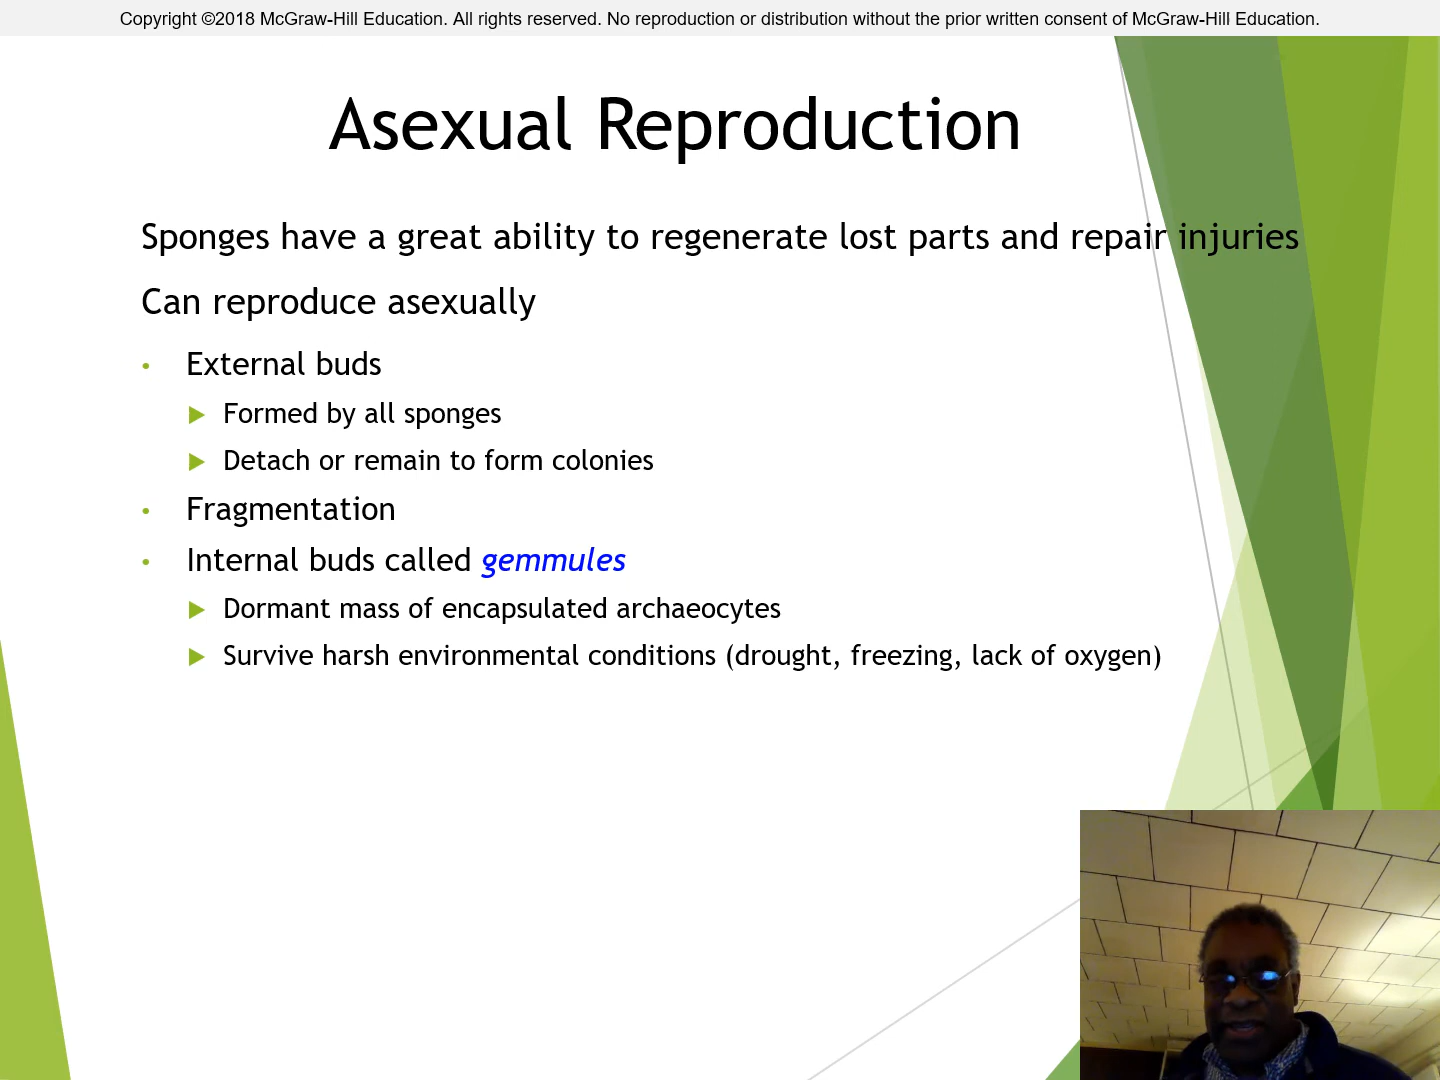 Copyright ©2018 McGraw-Hill Education. All rights reserved. No reproduction or distribution without the prior written consent of McGraw-Hill Education.
Asexual Reproduction
Sponges have a great ability to regenerate lost parts and repair injuries
Can reproduce asexually
• External buds
▶ Formed by all sponges
▶ Detach or remain to form colonies
• Fragmentation
• Internal buds called gemmules
▶ Dormant mass of encapsulated archaeocytes
▶ Survive harsh environmental conditions (drought, freezing, lack of oxygen)